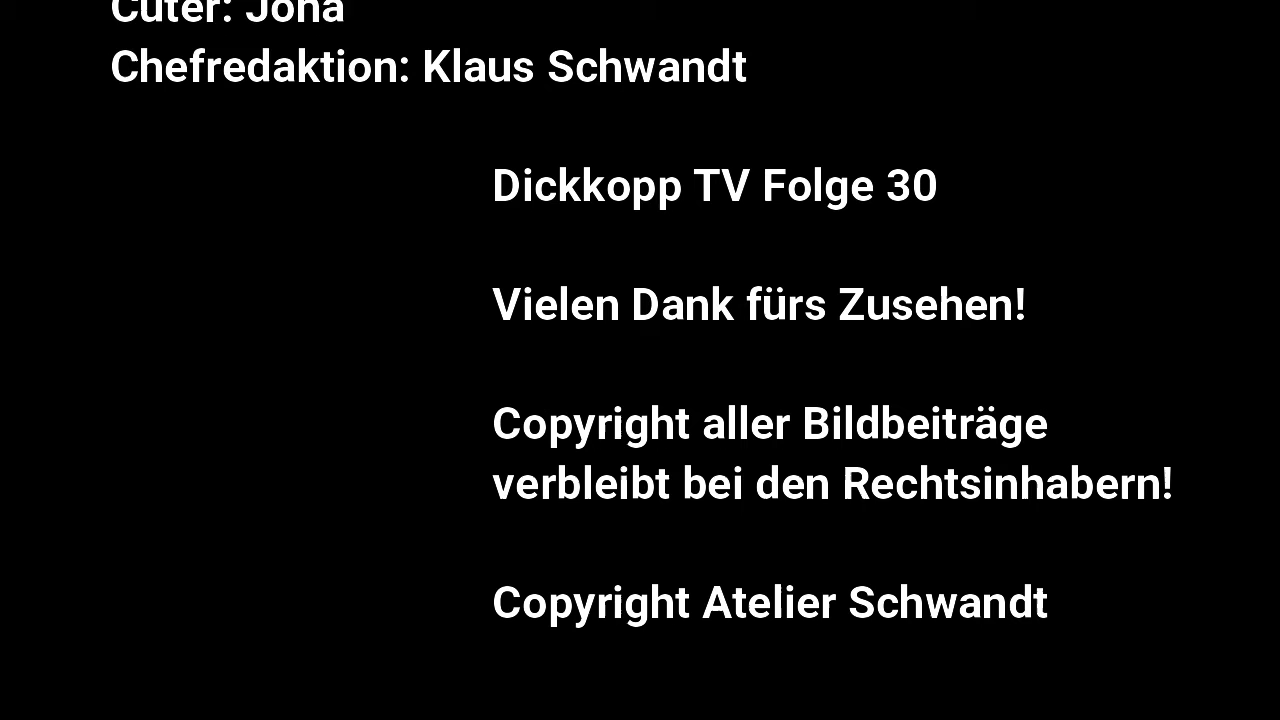 Cuter: Jona
Chefredaktion: Klaus Schwandt
Dickkopp TV Folge 30
Vielen Dank fürs Zusehen!
Copyright aller Bildbeiträge
verbleibt bei den Rechtsinhabern!
Copyright Atelier Schwandt